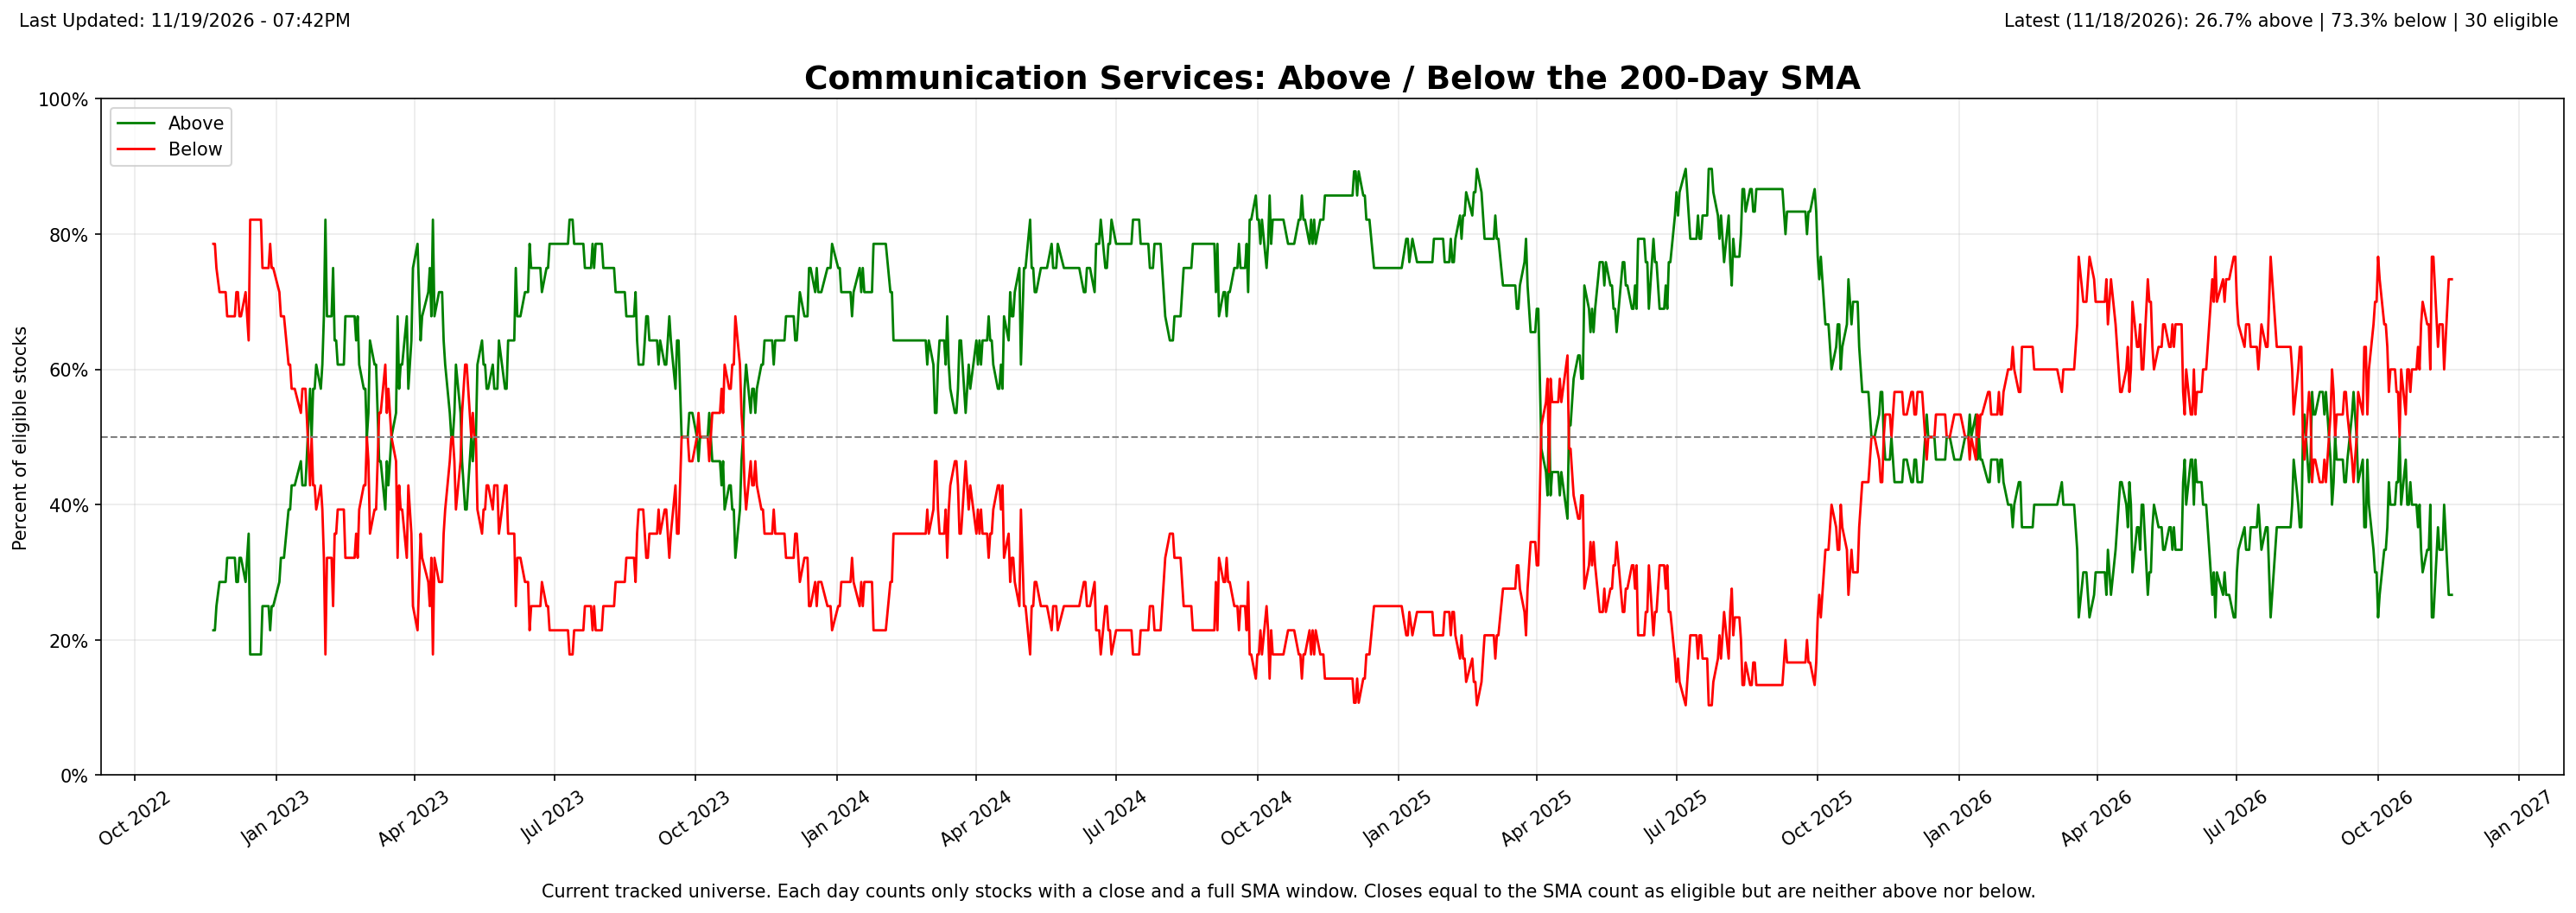 Last Updated: 11/19/2026 - 07:42PM
Latest (11/18/2026): 26.7% above | 73.3% below | 30 eligible
Communication Services: Above / Below the 200-Day SMA
Above
Below
Percent of eligible stocks
100%
80%
60%
40%
20%
0%
Oct 2022
Jan 2023
Apr 2023
Jul 2023
Oct 2023
Jan 2024
Apr 2024
Jul 2024
Oct 2024
Jan 2025
Apr 2025
Jul 2025
Oct 2025
Jan 2026
Apr 2026
Jul 2026
Oct 2026
Jan 2027
Current tracked universe. Each day counts only stocks with a close and a full SMA window. Closes equal to the SMA count as eligible but are neither above nor below.